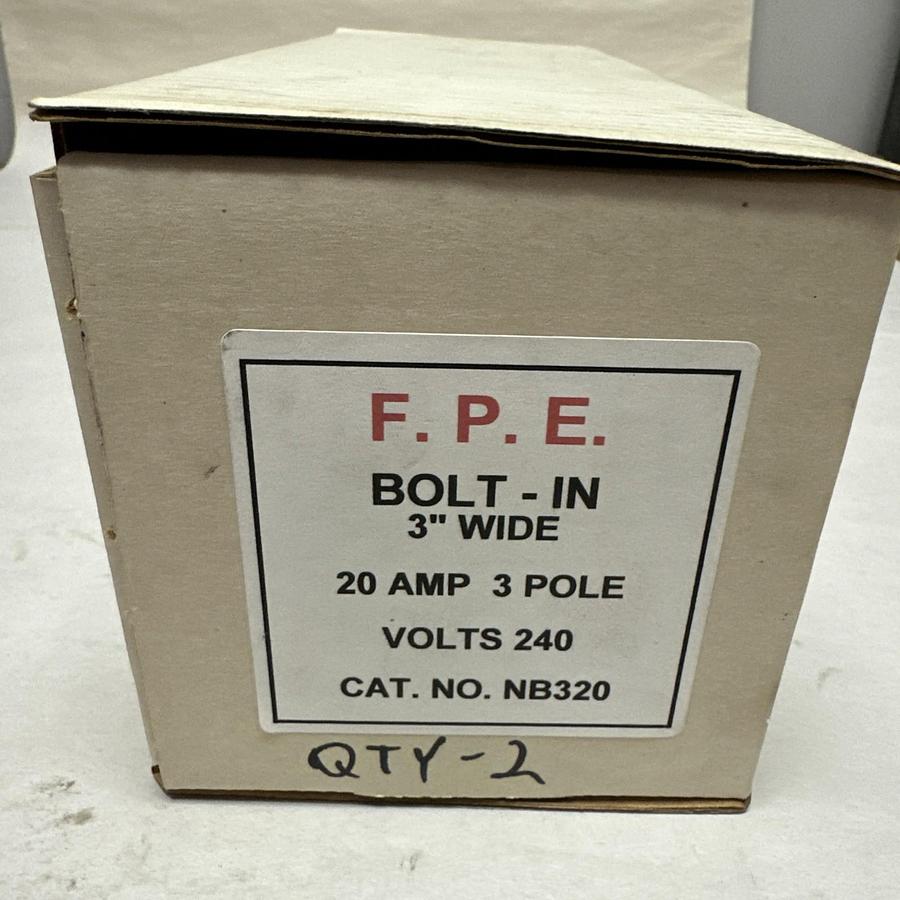 F. P. E.
BOLT - IN
3" WIDE
20 AMP 3 POLE
VOLTS 240
CAT. NO. NB320
QTY-2